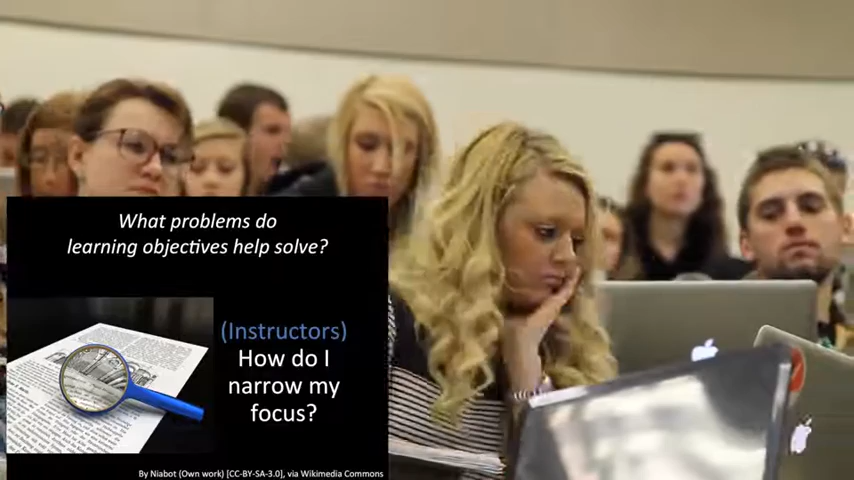 What problems do
learning objectives help solve?
(Instructors)
How do I
narrow my
focus?
By Niabot (Own work) [CC-BY-SA-3.0], via Wikimedia Commons